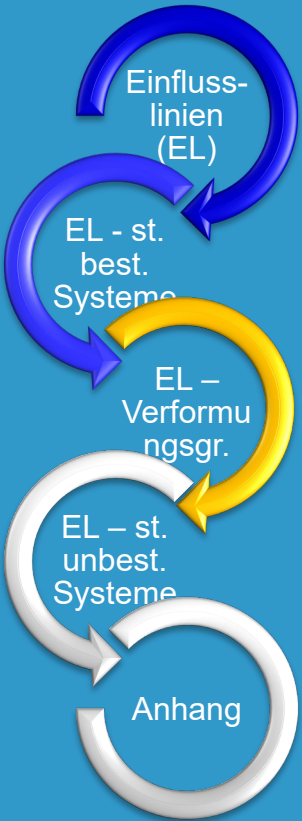 Einfluss-
linien
(EL)
EL - st.
best.
Systeme
EL –
Verformu
ngsgr.
EL – st.
unbest.
Systeme
Anhang